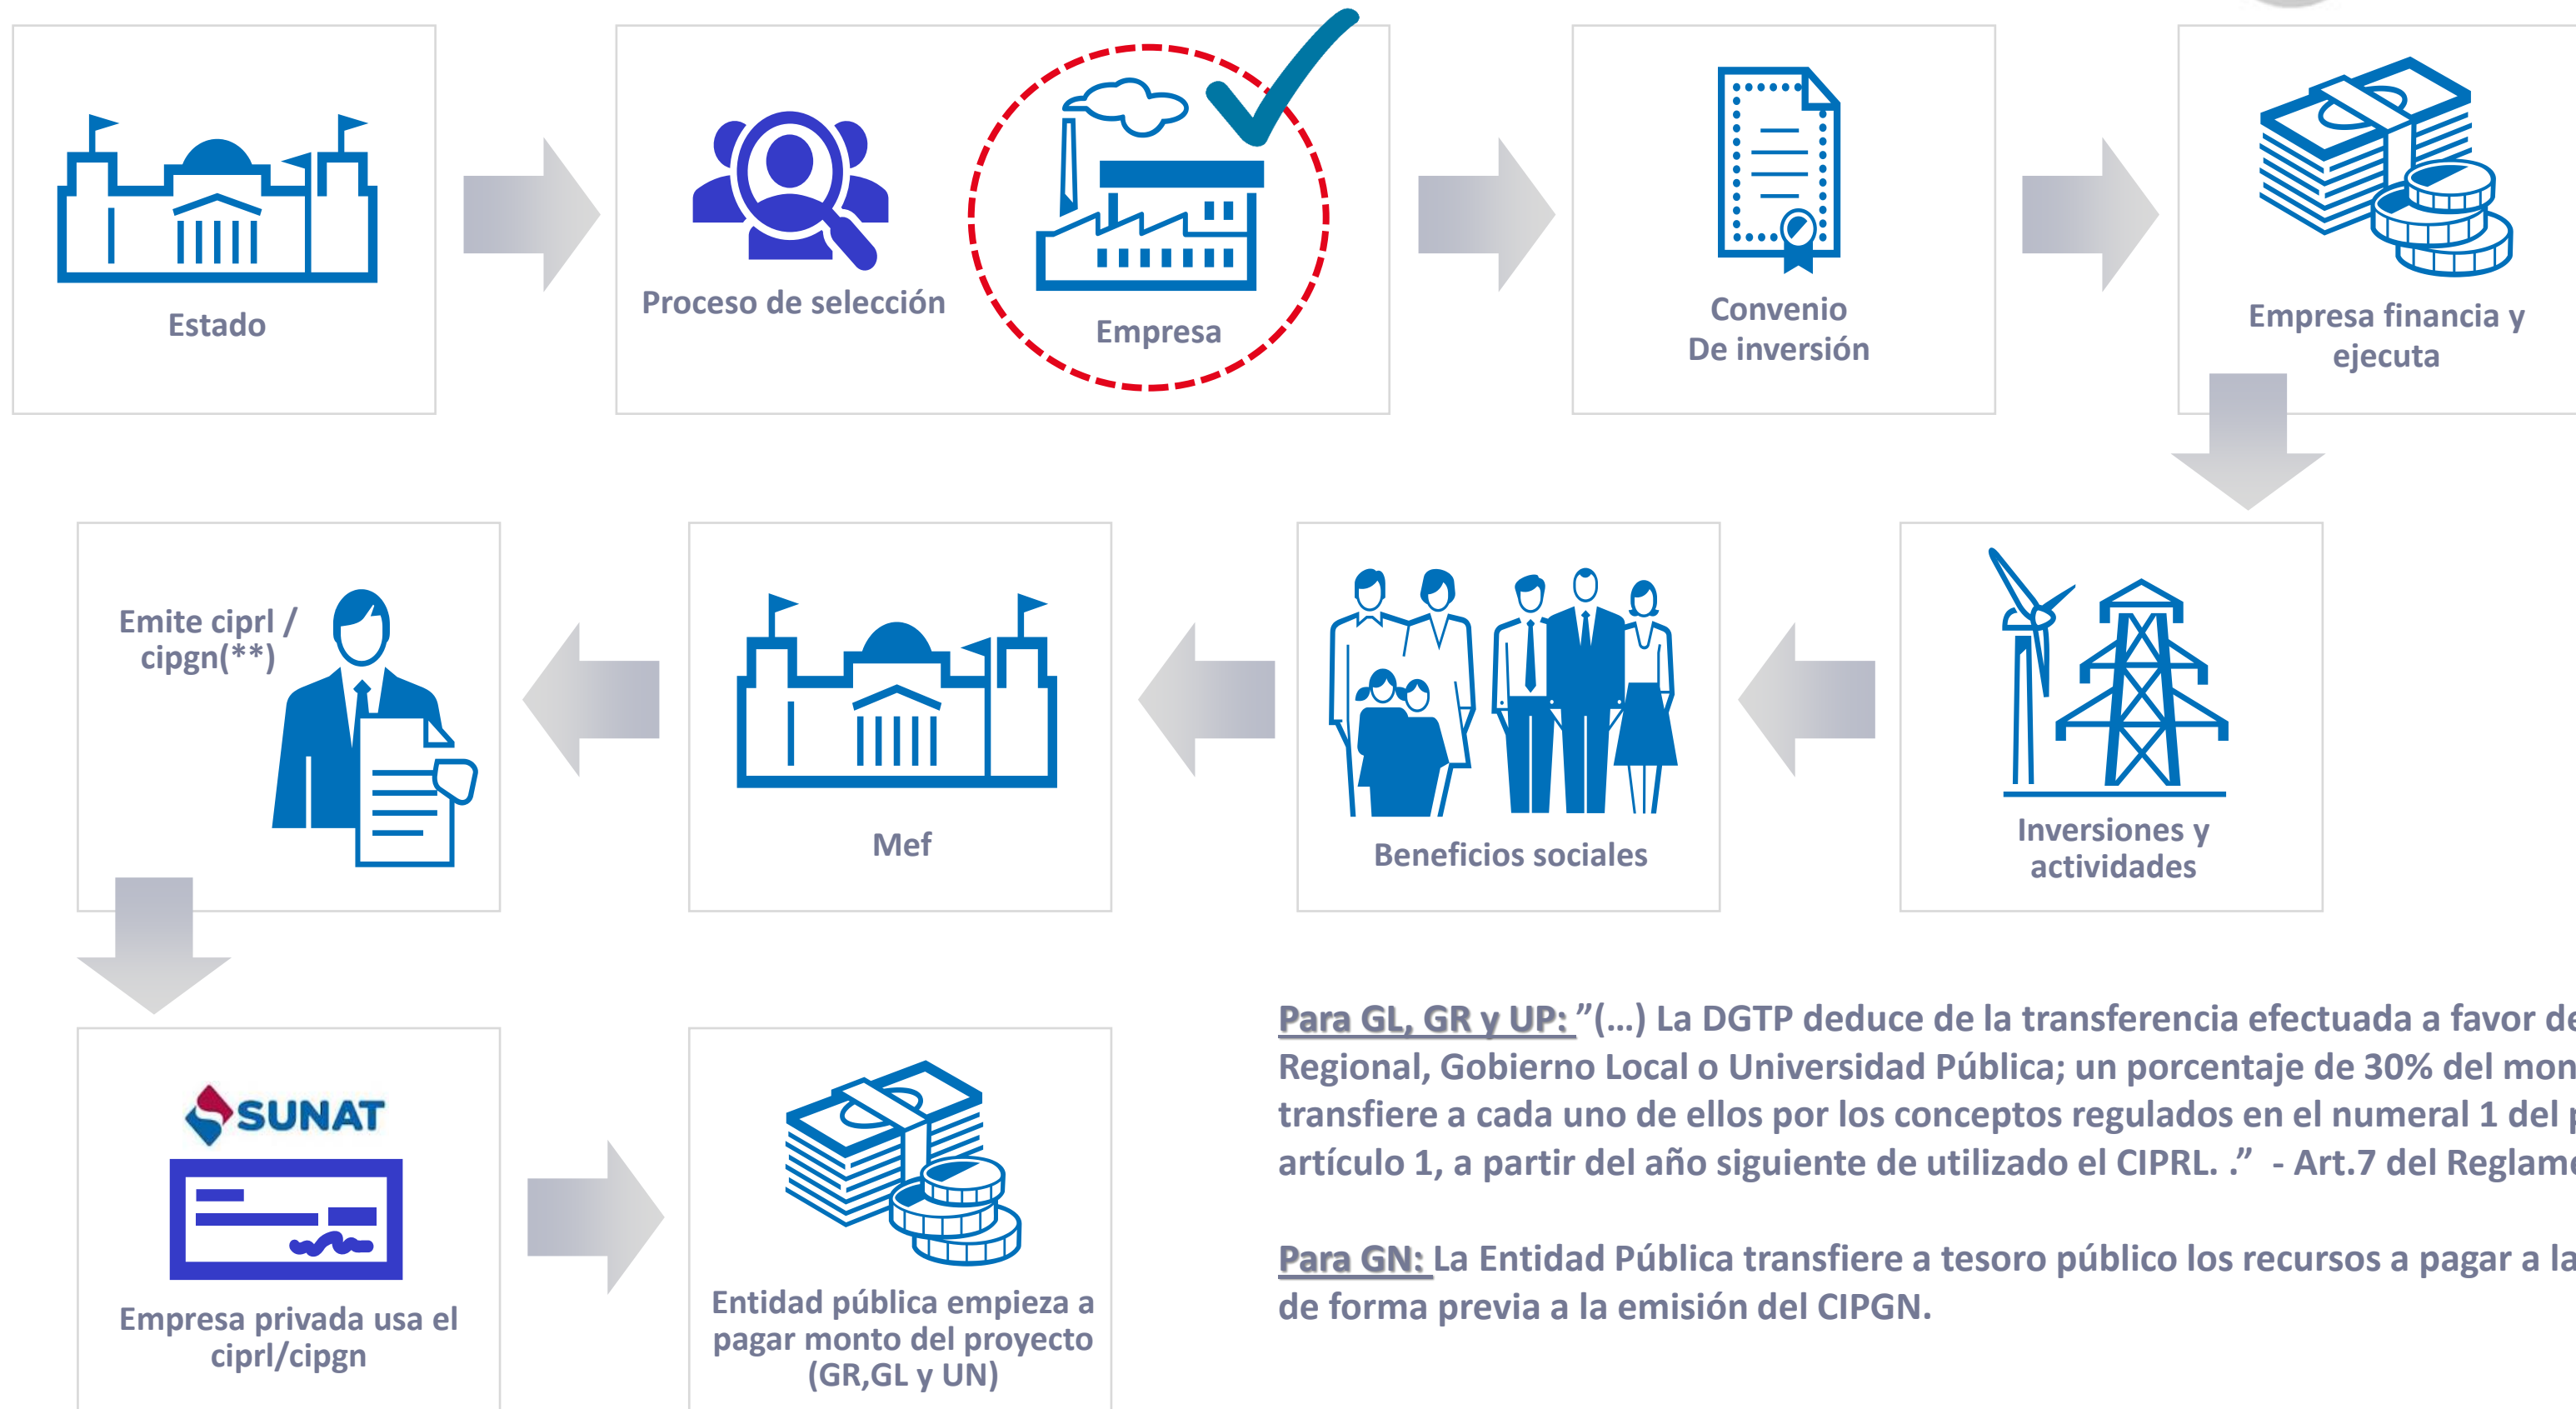 Estado
Proceso de selección
Empresa
Convenio
De inversión
Empresa financia y
ejecuta
Emite ciprl /
cipgn(**)
Mef
Beneficios sociales
Inversiones y
actividades
SUNAT
Empresa privada usa el
ciprl/cipgn
Entidad pública empieza a
pagar monto del proyecto
(GR,GL y UN)
Para GL, GR y UP: ”(...) La DGTP deduce de la transferencia efectuada a favor
Regional, Gobierno Local o Universidad Pública; un porcentaje de 30% del
transfiere a cada uno de ellos por los conceptos regulados en el numeral 1 del
artículo 1, a partir del año siguiente de utilizado el CIPRL. .” - Art.7 del
Para GN: La Entidad Pública transfiere a tesoro público los recursos a pagar a la
de forma previa a la emisión del CIPGN.